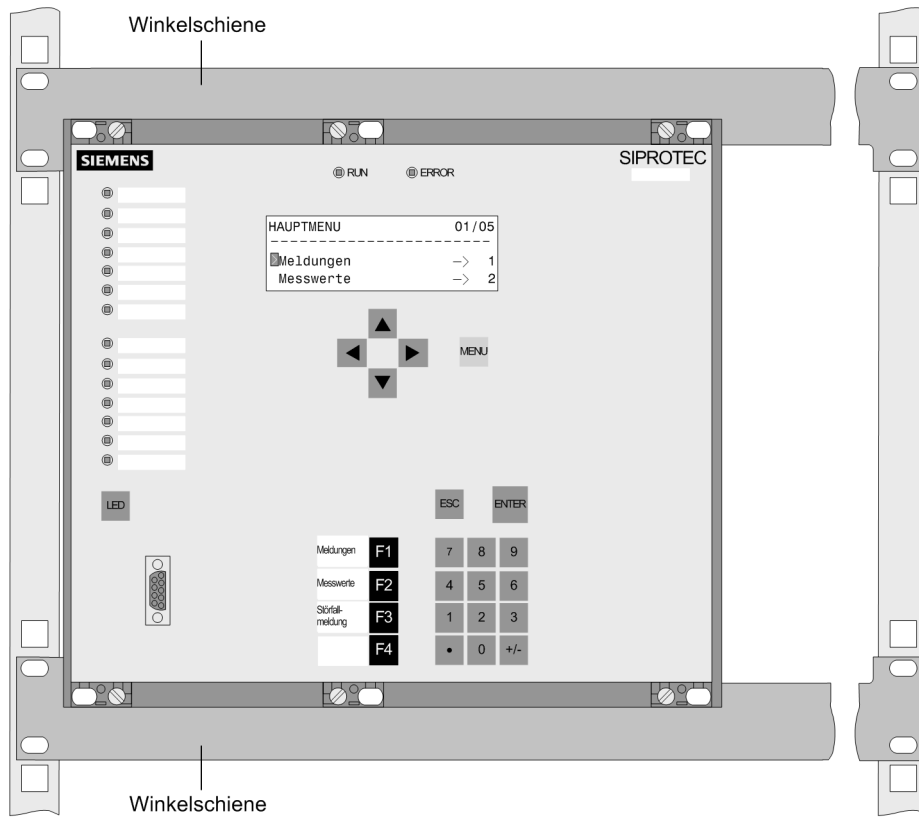 Winkelschiene
SIEMENS
SIPROTEC
RUN
ERROR
HAUPTMENU 01/05
--------------------
Meldungen –> 1
Messwerte –> 2
MENU
LED
ESC
ENTER
Meldungen F1 7 8 9
Messwerte F2 4 5 6
Störfall-
meldung F3 1 2 3
F4 • 0 +/-
Winkelschiene